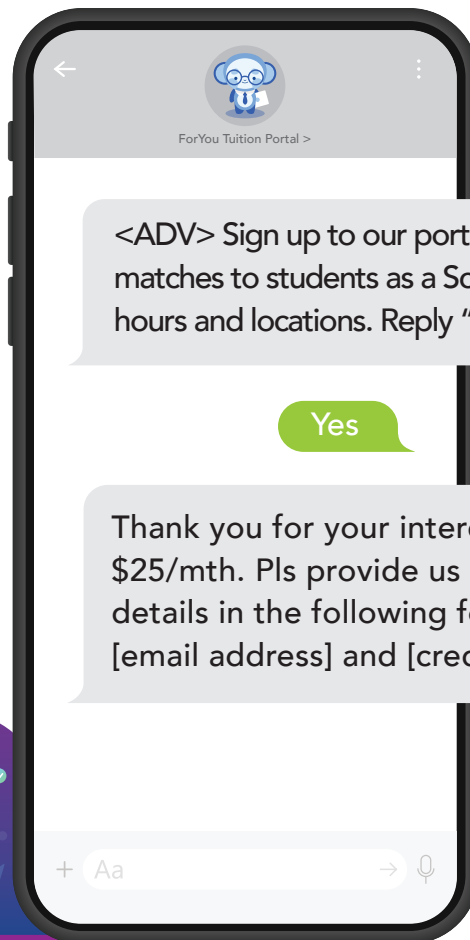 ForYou Tuition Portal >
<ADV> Sign up to our port
matches to students as a Sc
hours and locations. Reply “
Yes
Thank you for your inter
$25/mth. Pls provide us
details in the following f
[email address] and [cred
Aa